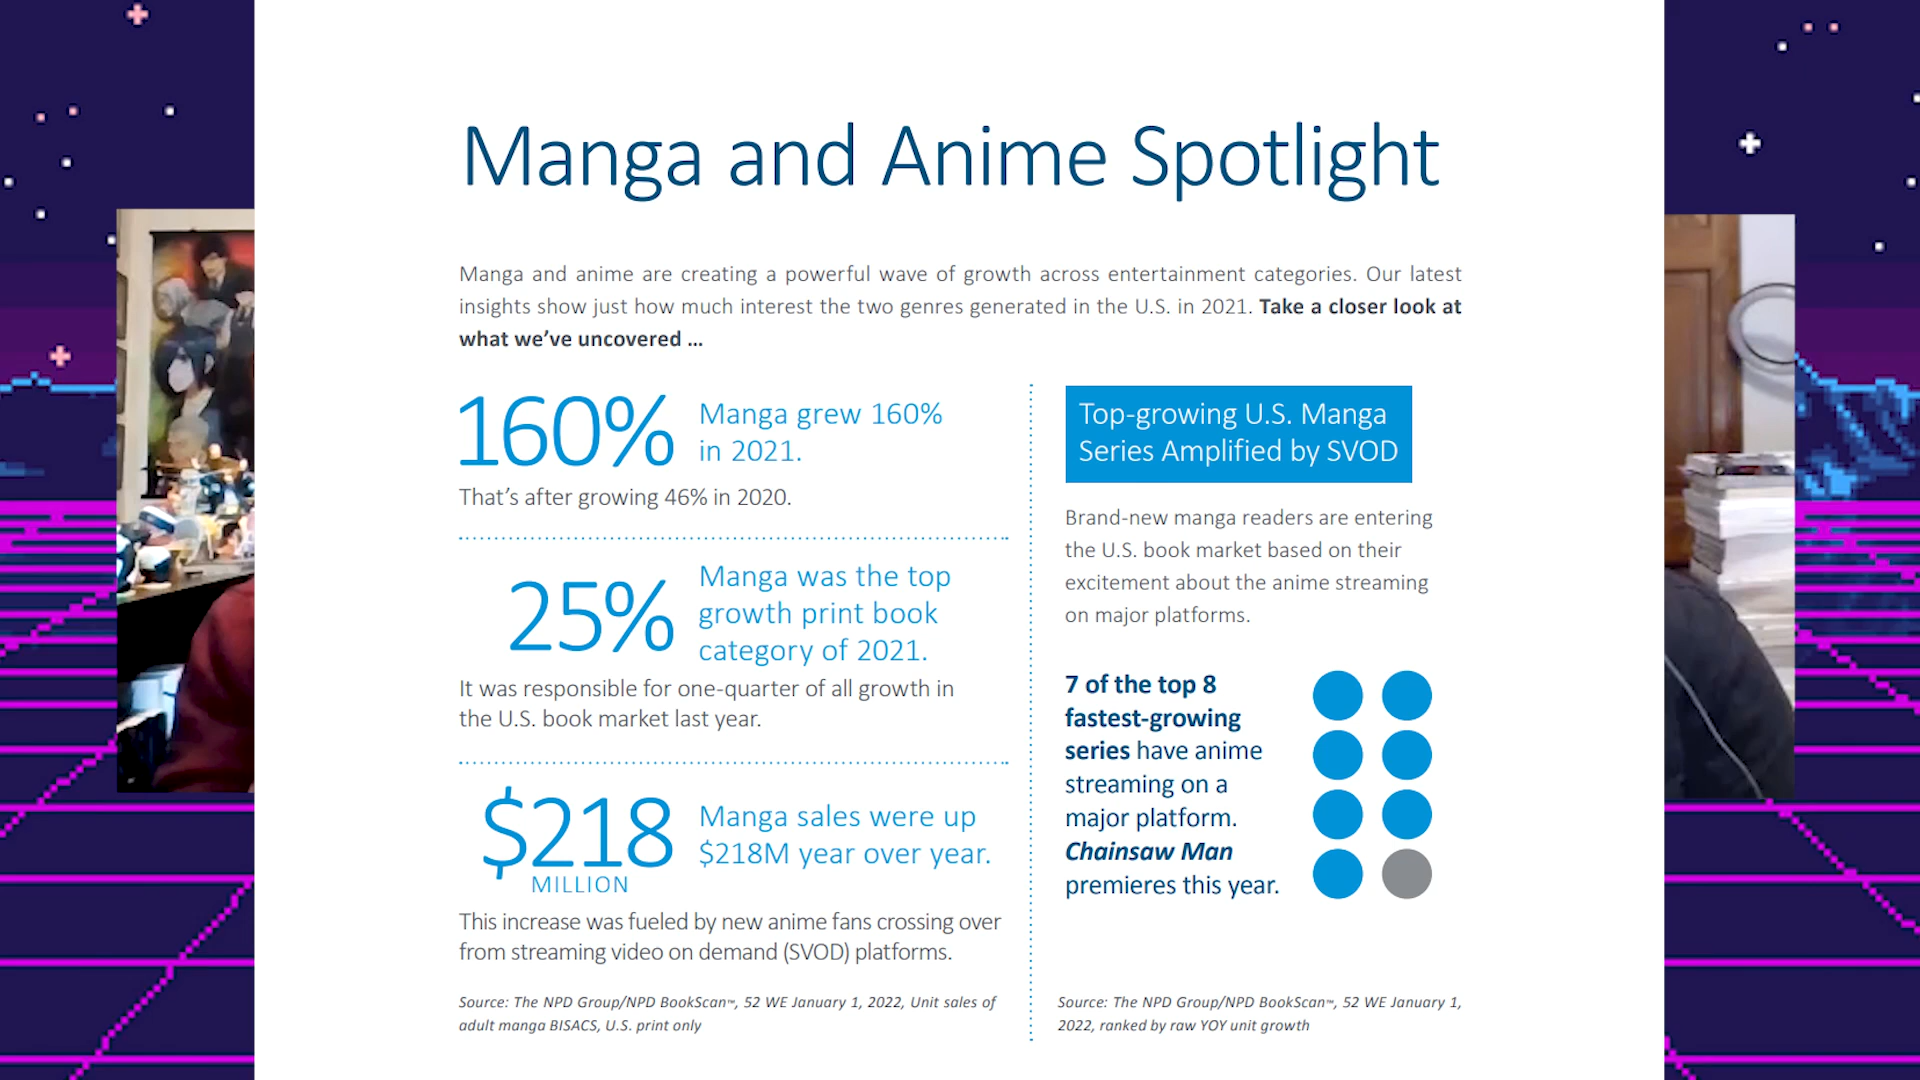 Manga and Anime Spotlight
Manga and anime are creating a powerful wave of growth across entertainment categories. Our latest
insights show just how much interest the two genres generated in the U.S. in 2021. Take a closer look at
what we've uncovered ...
160%
Manga grew 160%
in 2021.
That's after growing 46% in 2020.
25%
Manga was the top
growth print book
category of 2021.
It was responsible for one-quarter of all growth in
the U.S. book market last year.
$218
MILLION
Manga sales were up
$218M year over year.
This increase was fueled by new anime fans crossing over
from streaming video on demand (SVOD) platforms.
Source: The NPD Group/NPD BookScan™, 52 WE January 1, 2022, Unit sales of
adult manga BISACS, U.S. print only
Top-growing U.S. Manga
Series Amplified by SVOD
Brand-new manga readers are entering
the U.S. book market based on their
excitement about the anime streaming
on major platforms.
7 of the top 8
fastest-growing
series have anime
streaming on a
major platform.
Chainsaw Man
premieres this year.
Source: The NPD Group/NPD BookScan™, 52 WE January 1,
2022, ranked by raw YOY unit growth